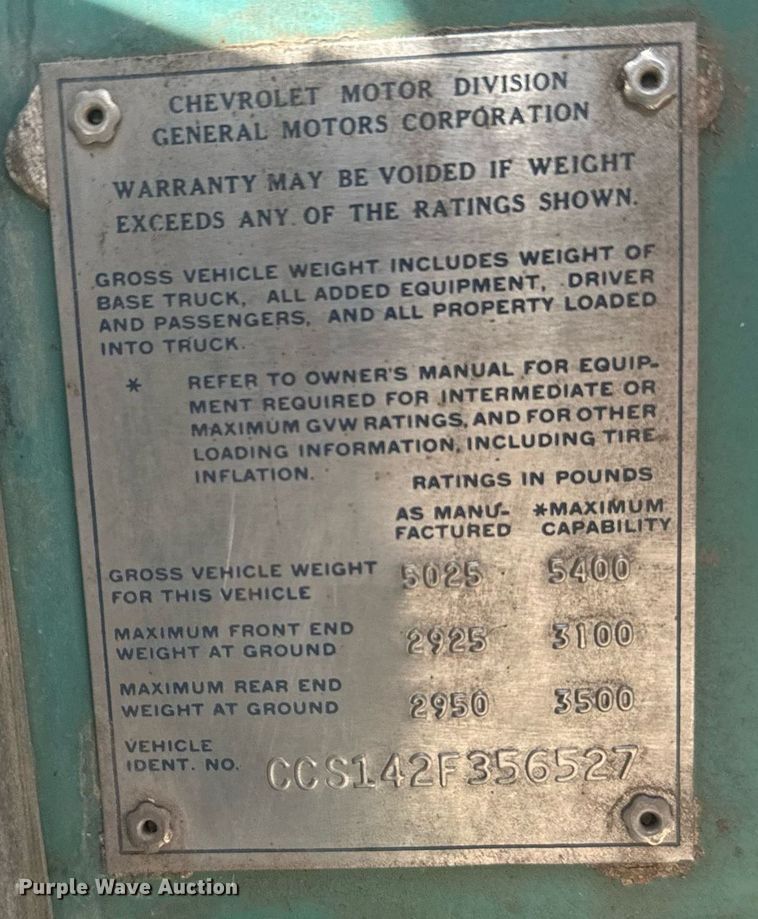 CHEVROLET MOTOR DIVISION
GENERAL MOTORS CORPORATION
WARRANTY MAY BE VOIDED IF WEIGHT
EXCEEDS ANY OF THE RATINGS SHOWN.
GROSS VEHICLE WEIGHT INCLUDES WEIGHT OF
BASE TRUCK, ALL ADDED EQUIPMENT, DRIVER
AND PASSENGERS, AND ALL PROPERTY LOADED
INTO TRUCK.
* REFER TO OWNER'S MANUAL FOR EQUIP-
MENT REQUIRED FOR INTERMEDIATE OR
MAXIMUM GVW RATINGS, AND FOR OTHER
LOADING INFORMATION, INCLUDING TIRE
INFLATION.
RATINGS IN POUNDS
AS MANU- *MAXIMUM
FACTURED CAPABILITY
GROSS VEHICLE WEIGHT 5025 5400
FOR THIS VEHICLE
MAXIMUM FRONT END 2925 3100
WEIGHT AT GROUND
MAXIMUM REAR END 2950 3500
WEIGHT AT GROUND
VEHICLE
IDENT. NO. CCS142F356527
Purple Wave Auction